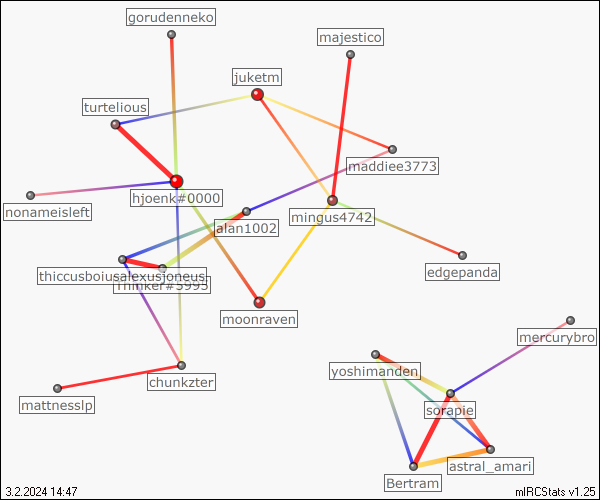 gorudenneko
majestico
juketm
turtelious
maddiee3773
hjoenk#0000
nonameisleft
mingus4742
alan1002
edgepanda
thiccusboiusalexusjoneus
Thinker#5995
moonraven
mercurybro
yoshimanden
chunkzter
mattnesslp
sorapie
astral_amari
Bertram
3.2.2024 14:47
mIRCStats v1.25